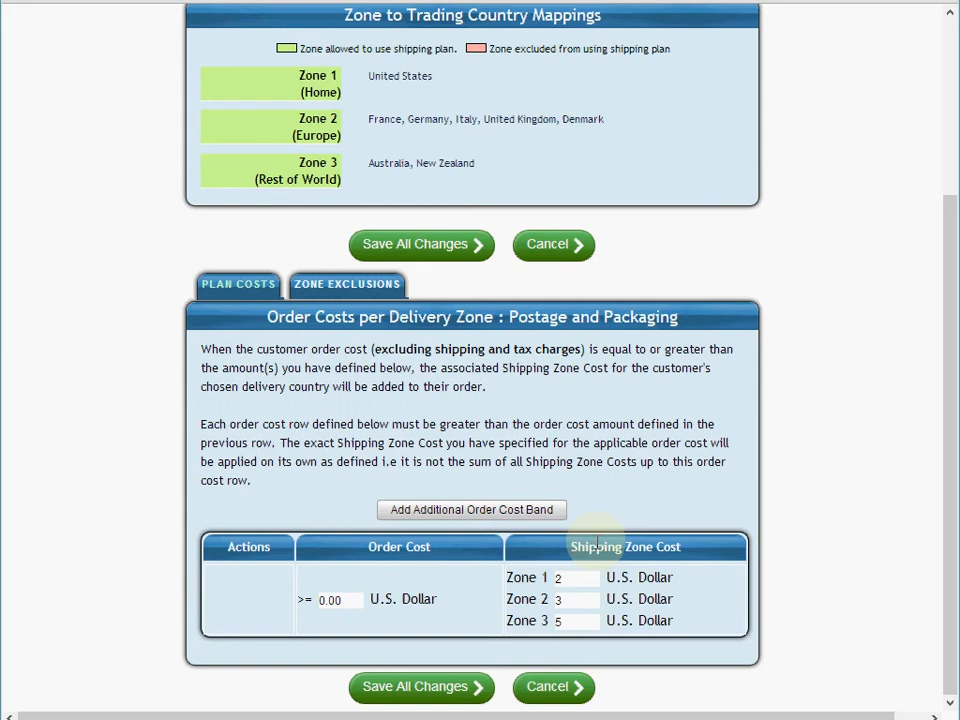 Zone to Trading Country Mappings
Zone allowed to use shipping plan. Zone excluded from using shipping plan
Zone 1
(Home)
United States
Zone 2
(Europe)
France, Germany, Italy, United Kingdom, Denmark
Zone 3
(Rest of World)
Australia, New Zealand
Save All Changes Cancel
PLAN COSTS ZONE EXCLUSIONS
Order Costs per Delivery Zone : Postage and Packaging
When the customer order cost (excluding shipping and tax charges) is equal to or greater than
the amount(s) you have defined below, the associated Shipping Zone Cost for the customer's
chosen delivery country will be added to their order.
Each order cost row defined below must be greater than the order cost amount defined in the
previous row. The exact Shipping Zone Cost you have specified for the applicable order cost will
be applied on its own as defined i.e it is not the sum of all Shipping Zone Costs up to this order
cost row.
Add Additional Order Cost Band
Actions Order Cost Shipping Zone Cost
Zone 1 2 U.S. Dollar
>= 0.00 U.S. Dollar Zone 2 3 U.S. Dollar
Zone 3 5 U.S. Dollar
Save All Changes Cancel